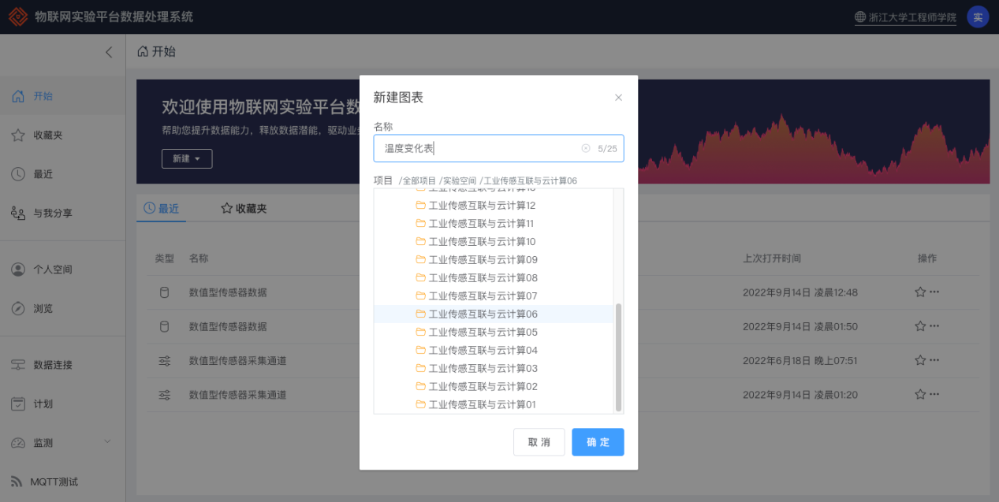 物联网实验平台数据处理系统
浙江大学工程师学院
实
开始
开始
收藏夹
最近
与我分享
个人空间
浏览
数据连接
计划
监测
MQTT测试
欢迎使用物联网实验平台数
帮助您提升数据能力，释放数据潜能，驱动业
新建
最近
收藏夹
类型 名称 上次打开时间 操作
数值型传感器数据 2022年9月14日 凌晨12:48
数值型传感器数据 2022年9月14日 凌晨01:50
数值型传感器采集通道 2022年6月18日 晚上07:51
数值型传感器采集通道 2022年9月14日 凌晨01:20
新建图表
名称
温度变化表 5/25
项目 /全部项目 /实验空间 /工业传感互联与云计算06
工业传感互联与云计算12
工业传感互联与云计算11
工业传感互联与云计算10
工业传感互联与云计算09
工业传感互联与云计算08
工业传感互联与云计算07
工业传感互联与云计算06
工业传感互联与云计算05
工业传感互联与云计算04
工业传感互联与云计算03
工业传感互联与云计算02
工业传感互联与云计算01
取消 确定